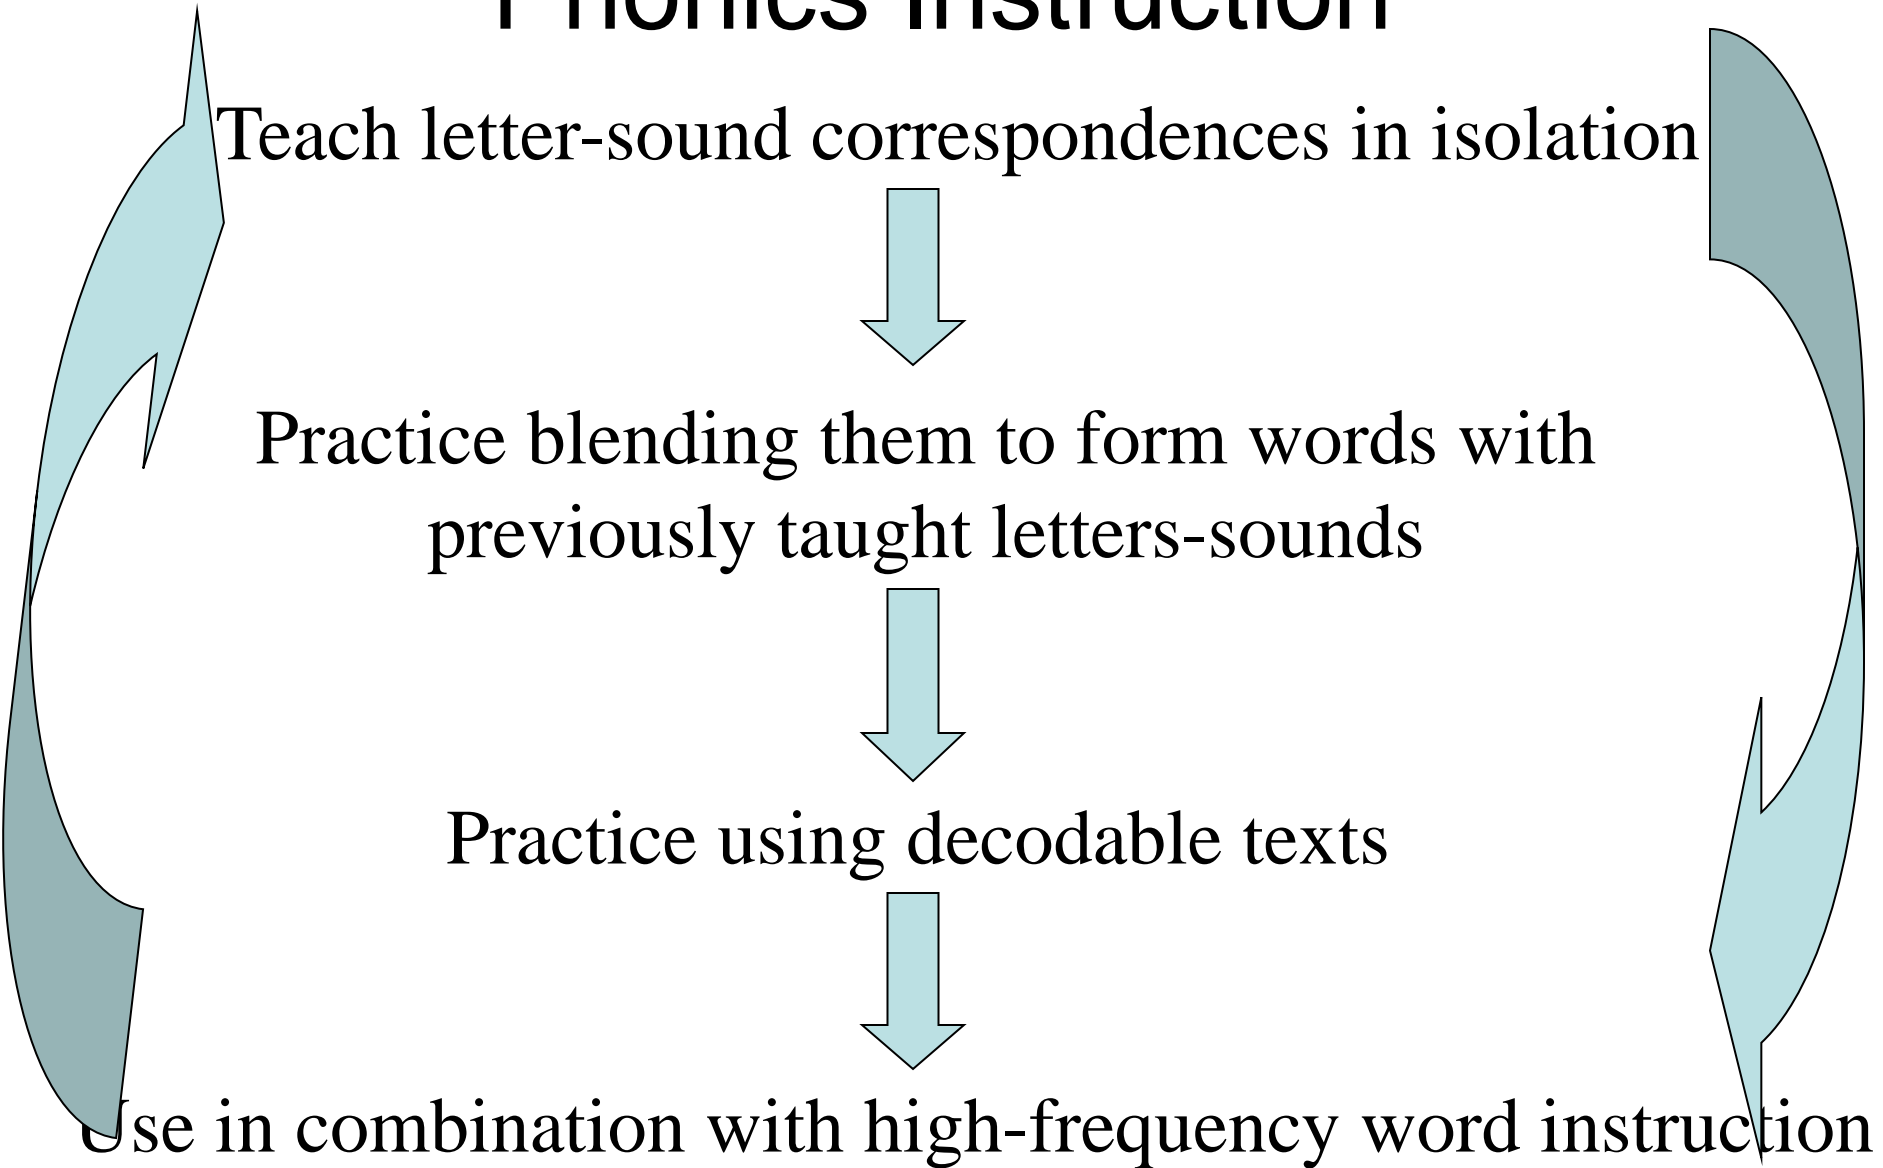 Phonics Instruction
Teach letter-sound correspondences in isolation
Practice blending them to form words with
previously taught letters-sounds
Practice using decodable texts
Use in combination with high-frequency word instruction